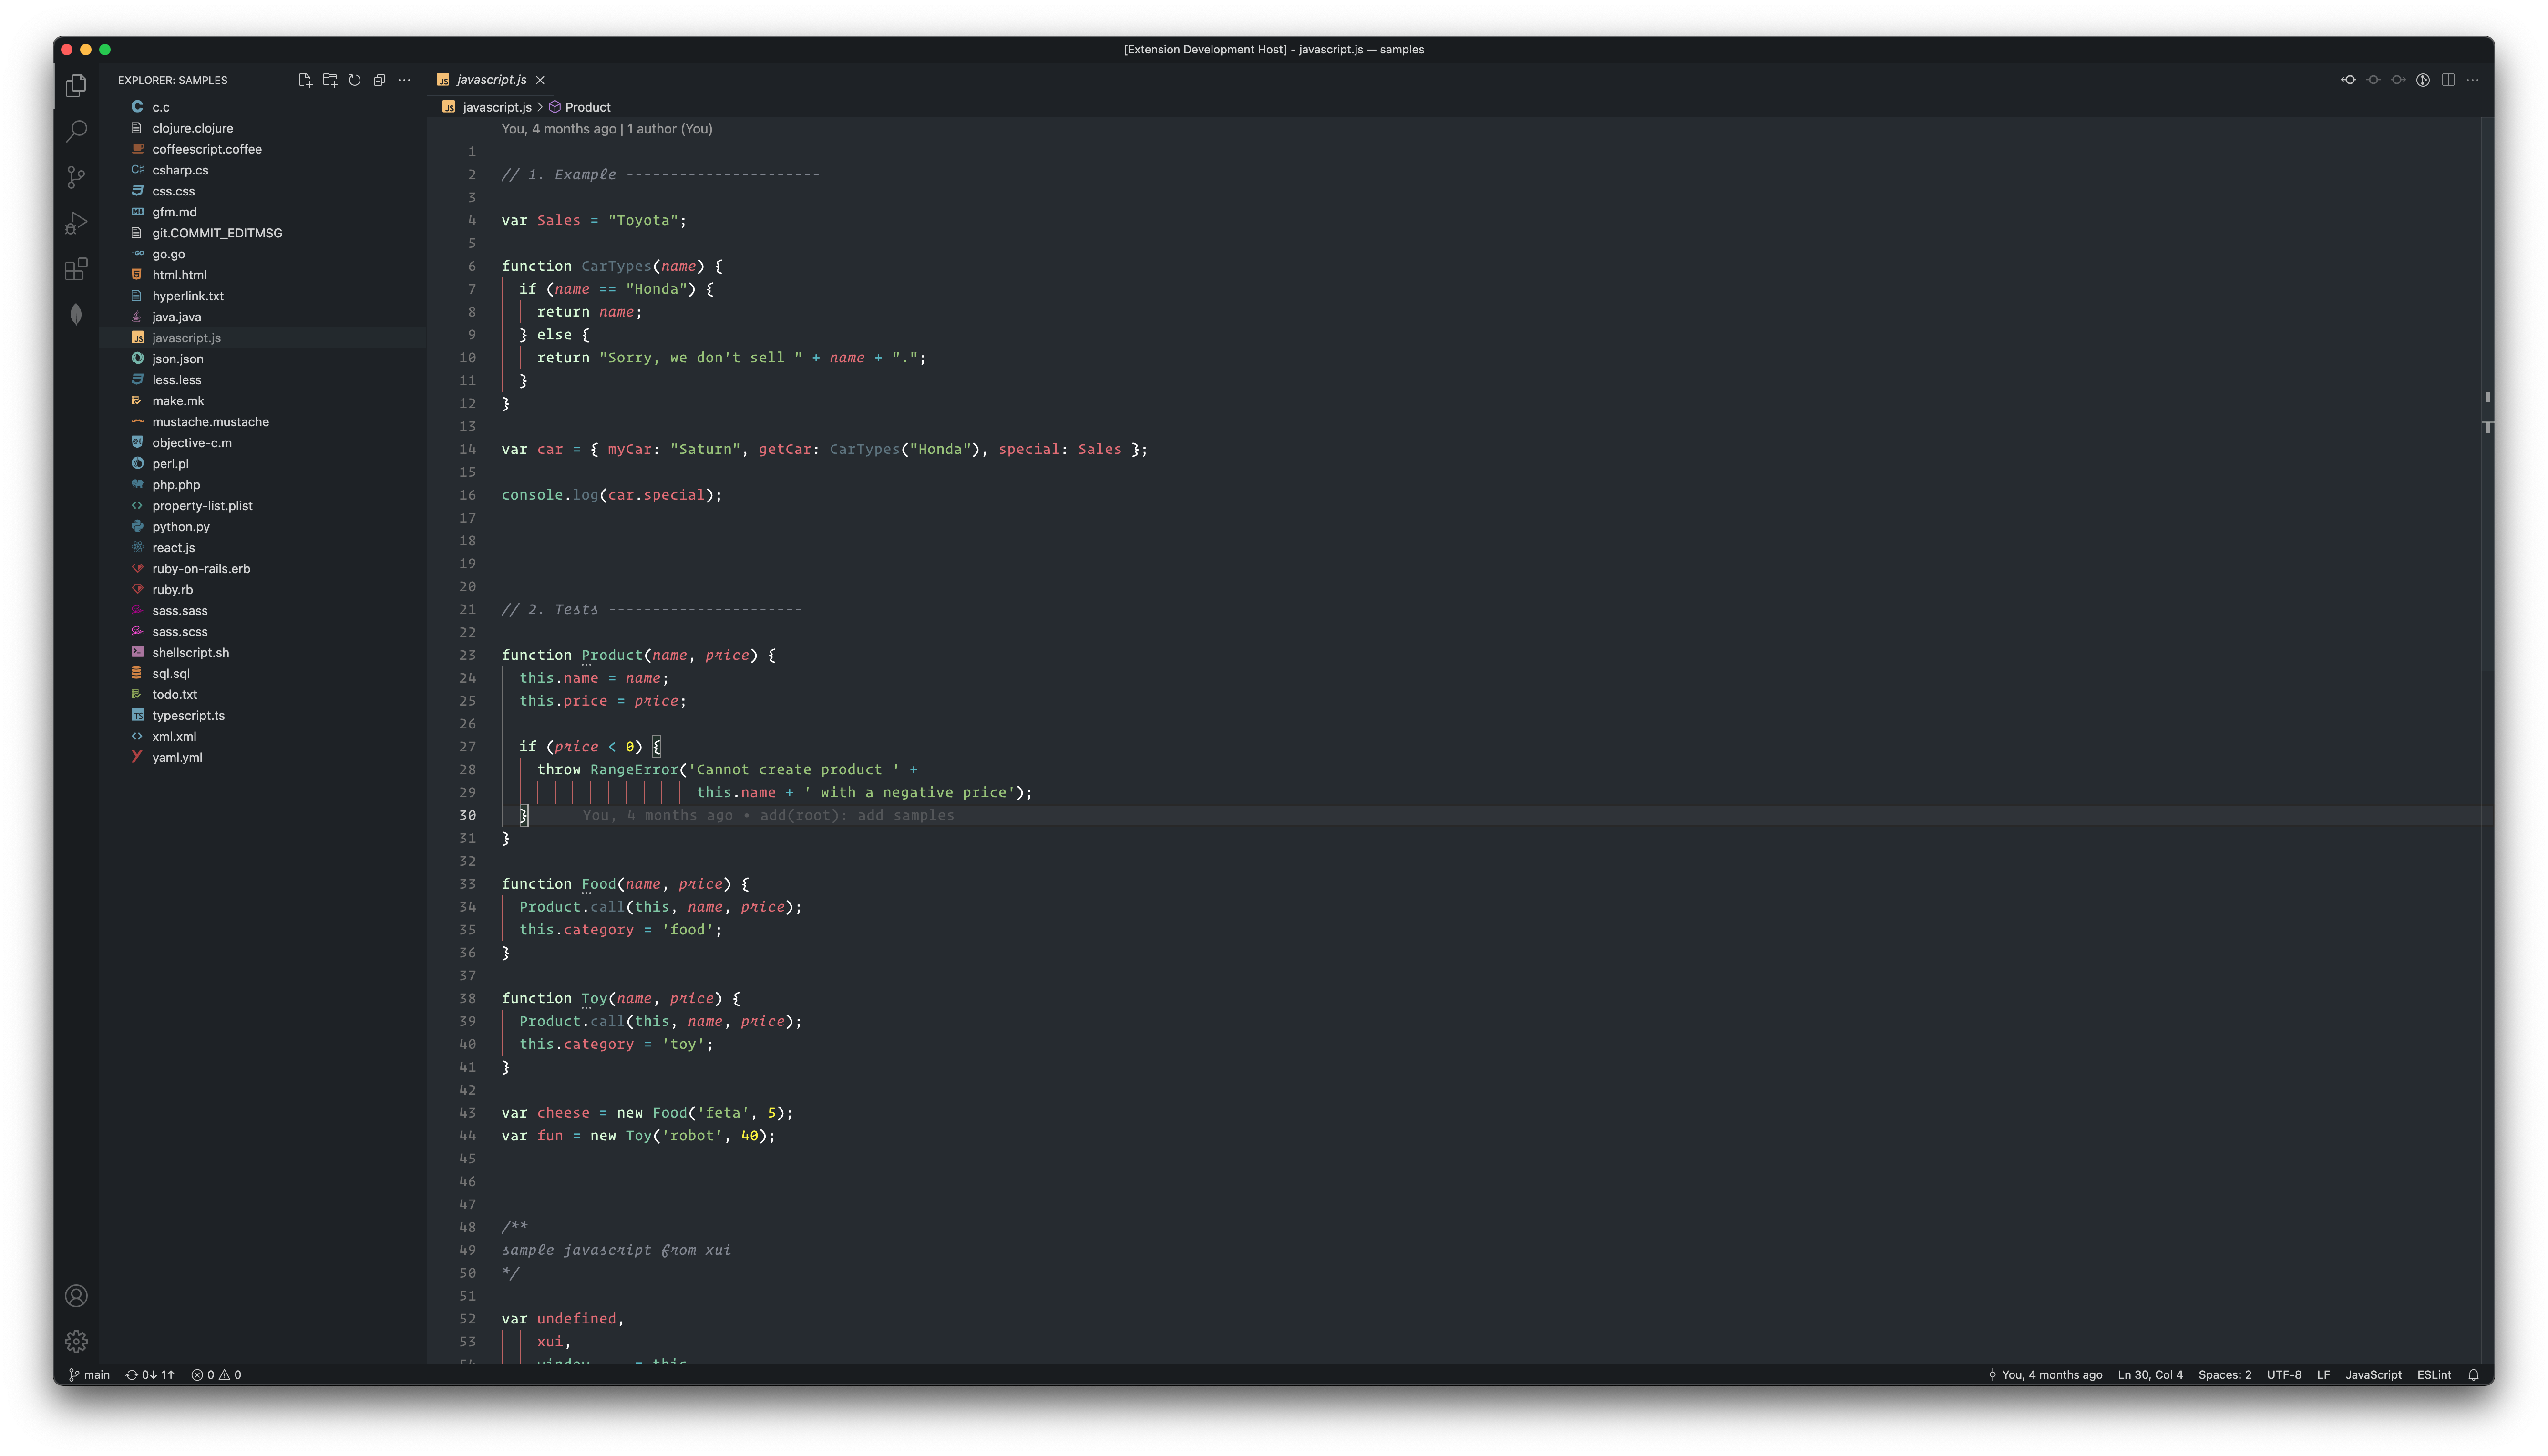 [Extension Development Host] - javascript.js — samples
EXPLORER: SAMPLES
c.c
clojure.clojure
coffeescript.coffee
csharp.cs
css.css
gfm.md
git.COMMIT_EDITMSG
go.go
html.html
hyperlink.txt
java.java
javascript.js
json.json
less.less
make.mk
mustache.mustache
objective-c.m
perl.pl
php.php
property-list.plist
python.py
react.js
ruby-on-rails.erb
ruby.rb
sass.sass
sass.scss
shellscript.sh
sql.sql
todo.txt
typescript.ts
xml.xml
yaml.yml
javascript.js
javascript.js > Product
You, 4 months ago | 1 author (You)
1
2 // 1. Example ----------------------
3
4 var Sales = "Toyota";
5
6 function CarTypes(name) {
7   if (name == "Honda") {
8     return name;
9   } else {
10     return "Sorry, we don't sell " + name + ".";
11   }
12 }
13
14 var car = { myCar: "Saturn", getCar: CarTypes("Honda"), special: Sales };
15
16 console.log(car.special);
17
18
19
20
21 // 2. Tests ----------------------
22
23 function Product(name, price) {
24   this.name = name;
25   this.price = price;
26
27   if (price < 0) {
28     throw RangeError('Cannot create product ' +
29                       this.name + ' with a negative price');
30   }      You, 4 months ago • add(root): add samples
31 }
32
33 function Food(name, price) {
34   Product.call(this, name, price);
35   this.category = 'food';
36 }
37
38 function Toy(name, price) {
39   Product.call(this, name, price);
40   this.category = 'toy';
41 }
42
43 var cheese = new Food('feta', 5);
44 var fun = new Toy('robot', 40);
45
46
47
48 /**
49 sample javascript from xui
50 */
51
52 var undefined,
53     xui,
54     window     = this
main 0↓ 1↑ 0 0 You, 4 months ago Ln 30, Col 4 Spaces: 2 UTF-8 LF JavaScript ESLint